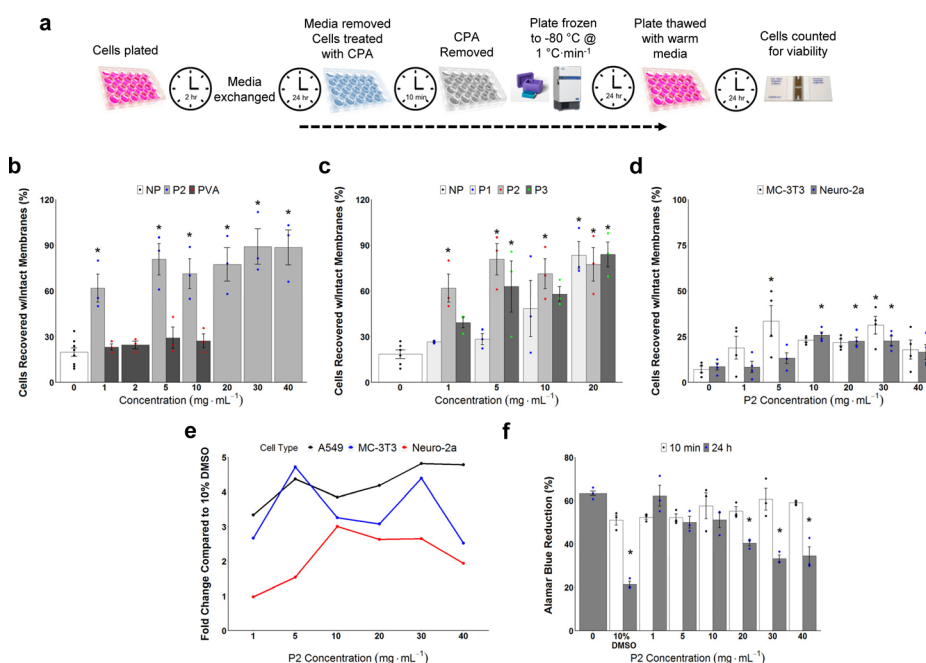 a
Cells plated
2 hr
Media
exchanged
24 hr
Media removed
Cells treated
with CPA
10 min
CPA
Removed
Plate frozen
to -80 °C @
1 °C·min⁻¹
24 hr
Plate thawed
with warm
media
24 hr
Cells counted
for viability
b
NP P2 PVA
Cells Recovered w/Intact Membranes (%)
120
90
60
30
0
* * * * * *
0 1 2 5 10 20 30 40
Concentration (mg·mL⁻¹)
c
NP P1 P2 P3
Cells Recovered w/Intact Membranes (%)
120
90
60
30
0
* * * * * * *
0 1 5 10 20
Concentration (mg·mL⁻¹)
d
MC-3T3 Neuro-2a
Cells Recovered w/Intact Membranes (%)
100
75
50
25
0
* * * * *
0 1 5 10 20 30 40
P2 Concentration (mg·mL⁻¹)
e
Cell Type A549 MC-3T3 Neuro-2a
Fold Change Compared to 10% DMSO
5
4
3
2
1
0
1 5 10 20 30 40
P2 Concentration (mg·mL⁻¹)
f
10 min 24 h
Alamar Blue Reduction (%)
80
60
40
20
0
* * * *
0 10% DMSO 1 5 10 20 30 40
P2 Concentration (mg·mL⁻¹)